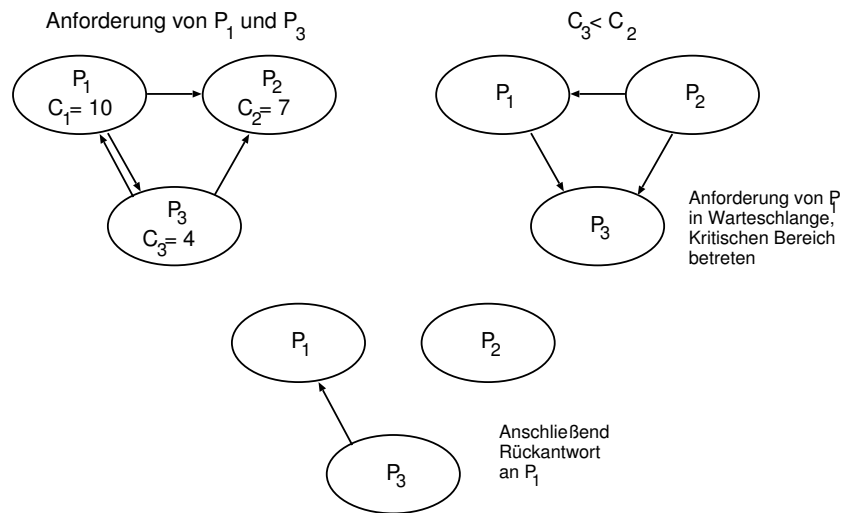 Anforderung von P1 und P3
P1
C1= 10
P2
C2= 7
P3
C3= 4
C3< C2
P1
P2
P3
Anforderung von P1
in Warteschlange,
Kritischen Bereich
betreten
P1
P2
P3
Anschließend
Rückantwort
an P1